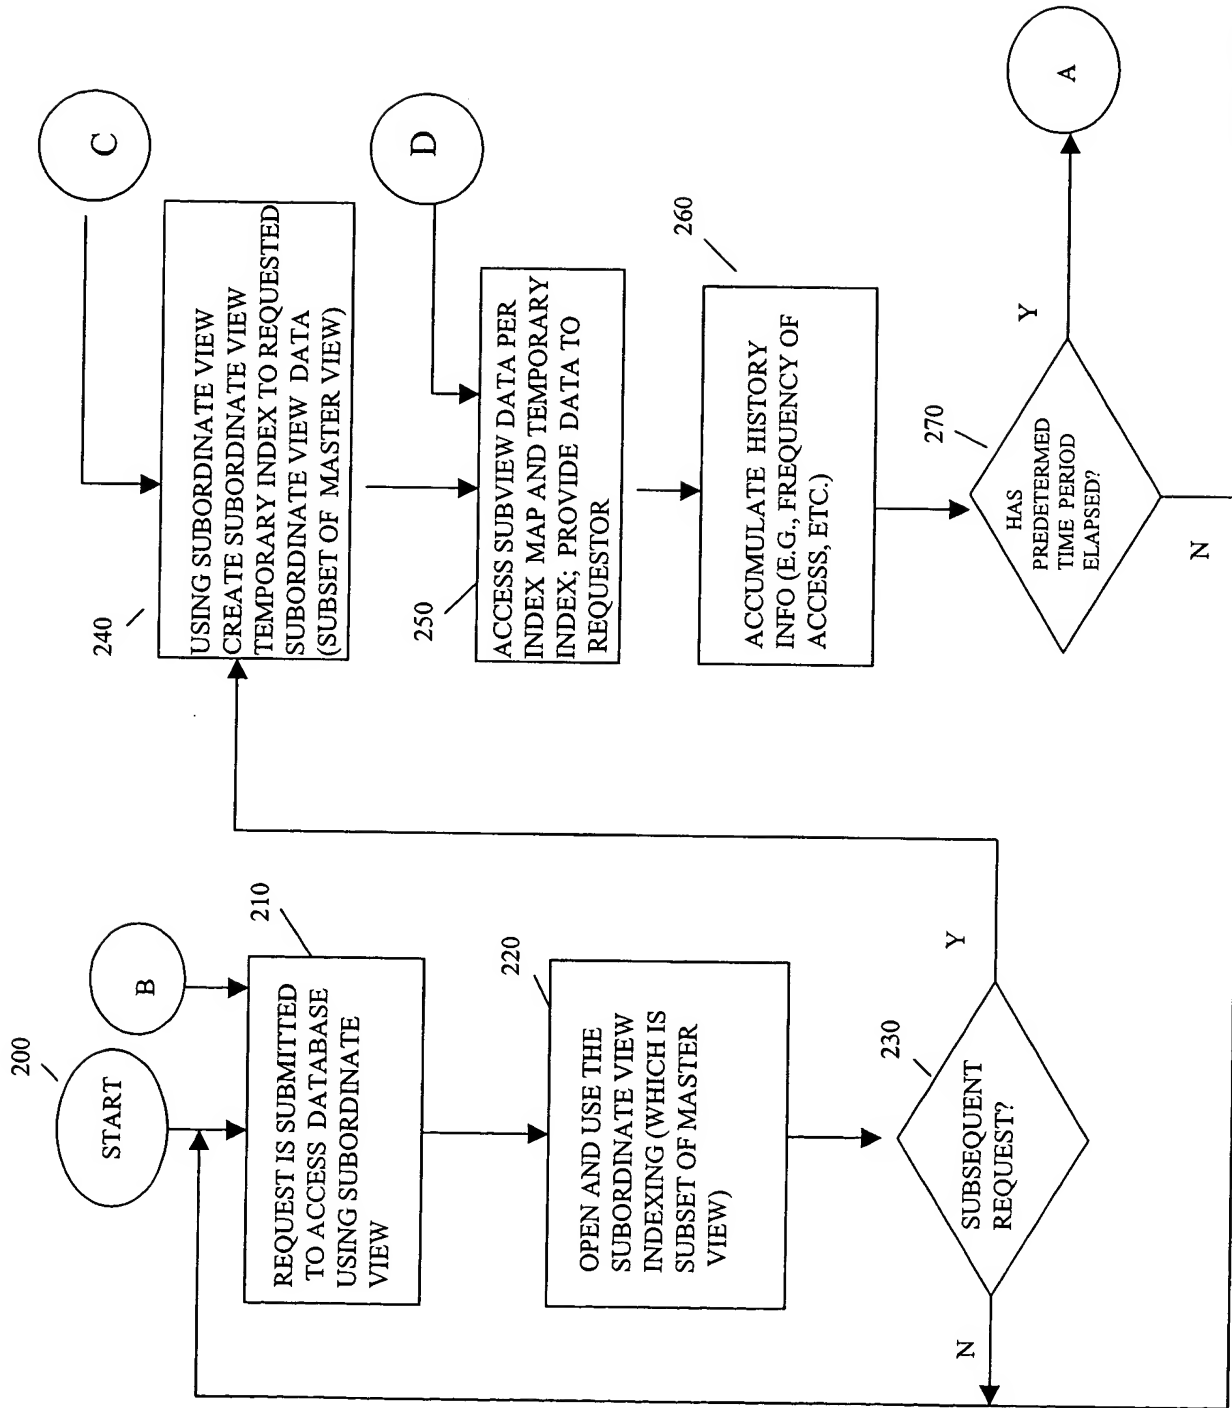 200
START
B
210
REQUEST IS SUBMITTED
TO ACCESS DATABASE
USING SUBORDINATE
VIEW
220
OPEN AND USE THE
SUBORDINATE VIEW
INDEXING (WHICH IS
SUBSET OF MASTER
VIEW)
230
SUBSEQUENT
REQUEST?
N
Y
C
240
USING SUBORDINATE VIEW
CREATE SUBORDINATE VIEW
TEMPORARY INDEX TO REQUESTED
SUBORDINATE VIEW DATA
(SUBSET OF MASTER VIEW)
D
250
ACCESS SUBVIEW DATA PER
INDEX MAP AND TEMPORARY
INDEX; PROVIDE DATA TO
REQUESTOR
260
ACCUMULATE HISTORY
INFO (E.G., FREQUENCY OF
ACCESS, ETC.)
270
HAS
PREDETERMED
TIME PERIOD
ELAPSED?
Y
N
A